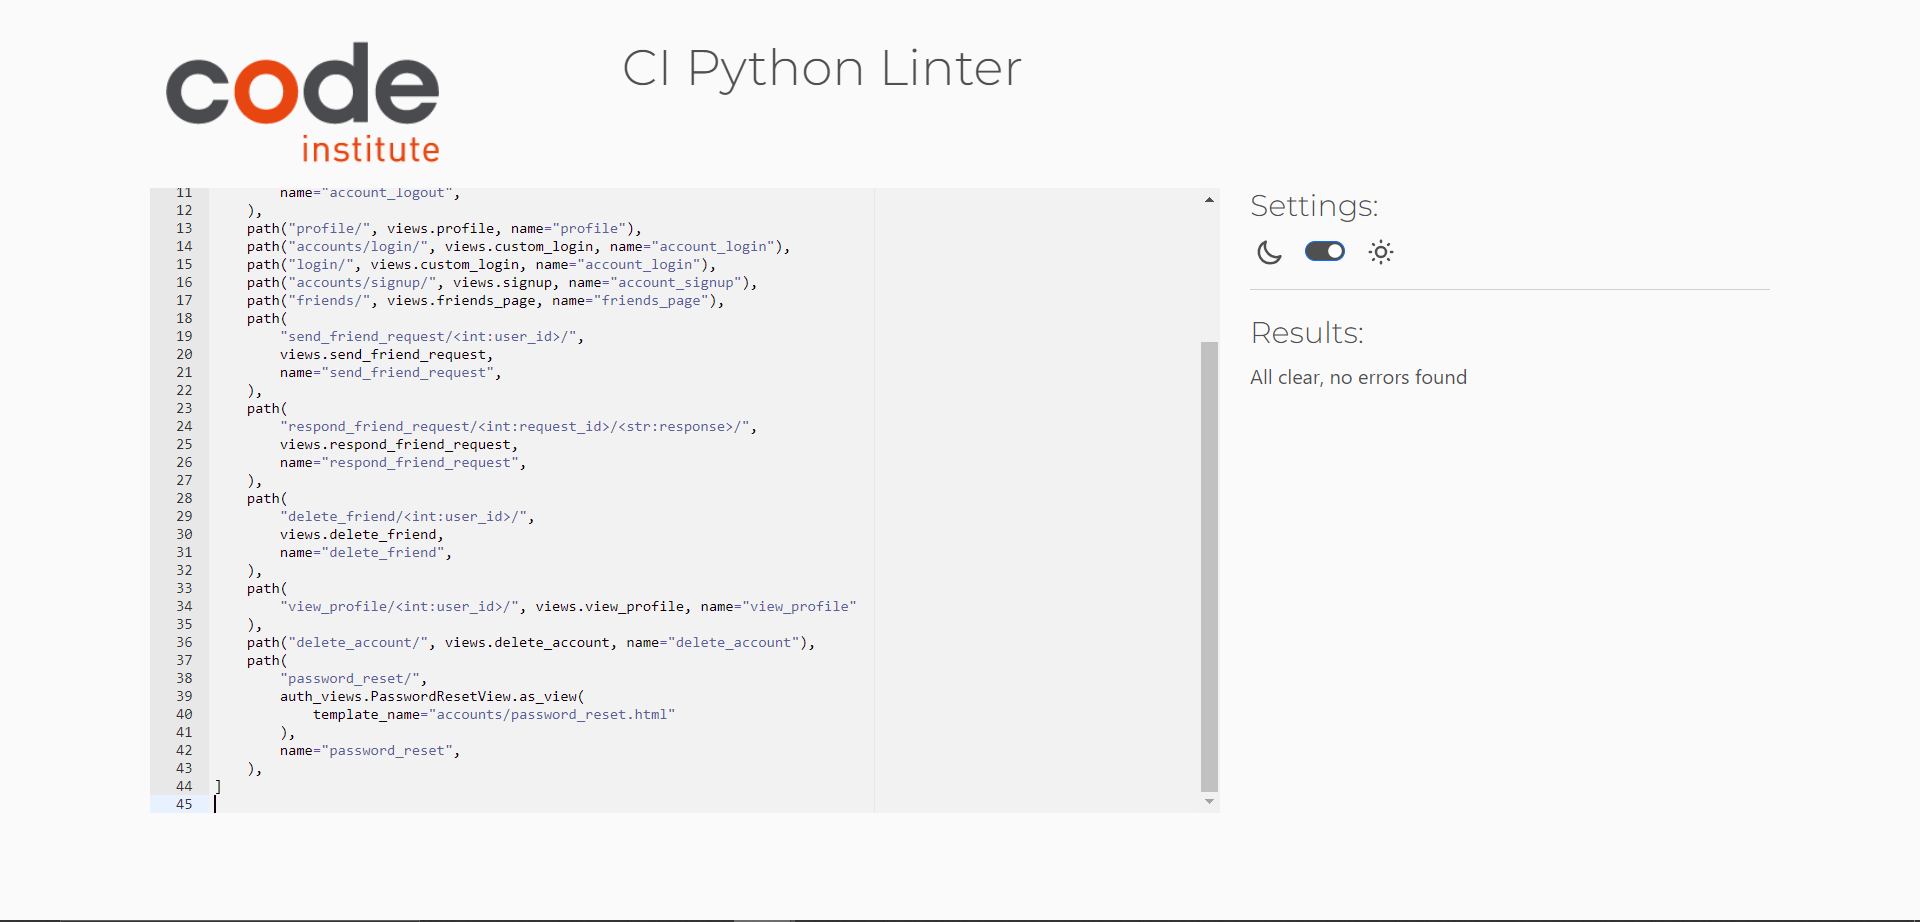 code
institute
CI Python Linter
11         name="account_logout",
12     ),
13     path("profile/", views.profile, name="profile"),
14     path("accounts/login/", views.custom_login, name="account_login"),
15     path("login/", views.custom_login, name="account_login"),
16     path("accounts/signup/", views.signup, name="account_signup"),
17     path("friends/", views.friends_page, name="friends_page"),
18     path(
19         "send_friend_request/<int:user_id>/",
20         views.send_friend_request,
21         name="send_friend_request",
22     ),
23     path(
24         "respond_friend_request/<int:request_id>/<str:response>/",
25         views.respond_friend_request,
26         name="respond_friend_request",
27     ),
28     path(
29         "delete_friend/<int:user_id>/",
30         views.delete_friend,
31         name="delete_friend",
32     ),
33     path(
34         "view_profile/<int:user_id>/", views.view_profile, name="view_profile"
35     ),
36     path("delete_account/", views.delete_account, name="delete_account"),
37     path(
38         "password_reset/",
39         auth_views.PasswordResetView.as_view(
40             template_name="accounts/password_reset.html"
41         ),
42         name="password_reset",
43     ),
44 ]
45
Settings:
Results:
All clear, no errors found